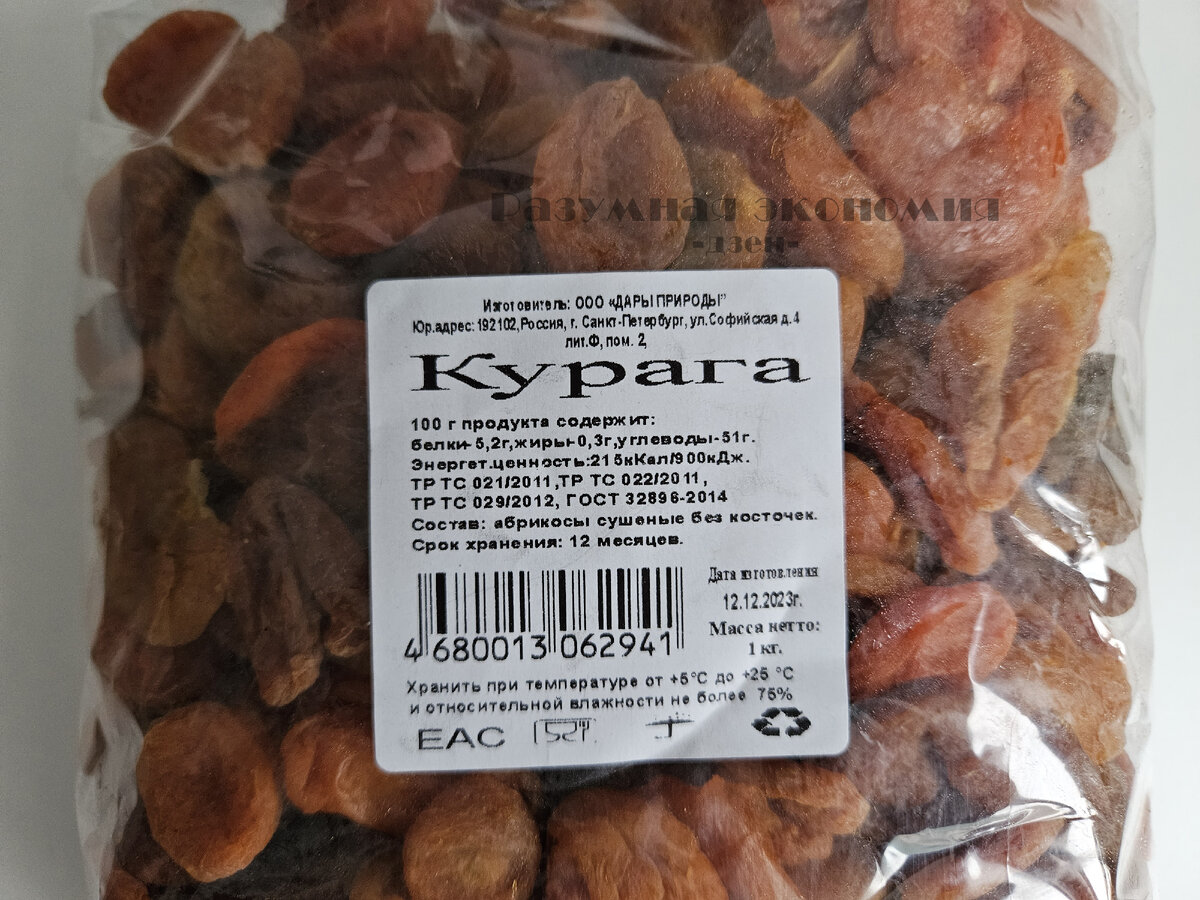 Разумная экономия
-дзен-
Изготовитель: ООО «ДАРЫ ПРИРОДЫ"
Юр.адрес: 192102,Россия, г. Санкт-Петербург, ул.Софийская д.4
лит.Ф, пом. 2,
Курага
100 г продукта содержит:
белки-5,2г,жиры-0,3г,углеводы-51г.
Энергет.ценность:215кКал/900кДж.
ТР ТС 021/2011,ТР ТС 022/2011,
ТР ТС 029/2012, ГОСТ 32896-2014
Состав: абрикосы сушеные без косточек.
Срок хранения: 12 месяцев.
Дата изготовления
12.12.2023г.
Масса нетто:
1 кг.
4 680013 062941
Хранить при температуре от +5°С до +25 °С
и относительной влажности не более 75%
ЕАС